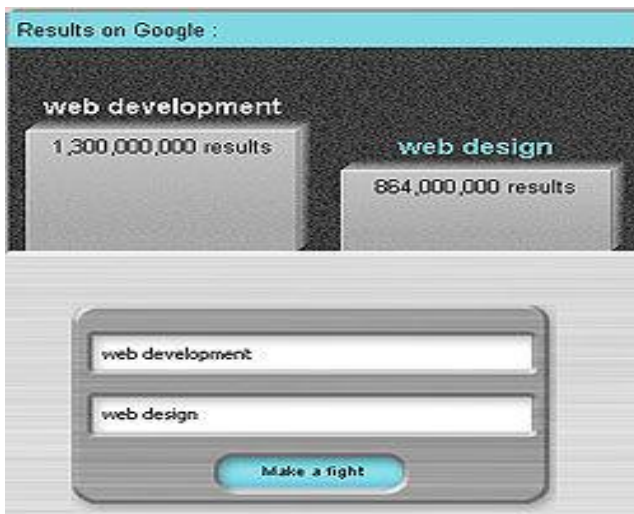 Results on Google :
web development
1,300,000,000 results
web design
864,000,000 results
web development
web design
Make a fight